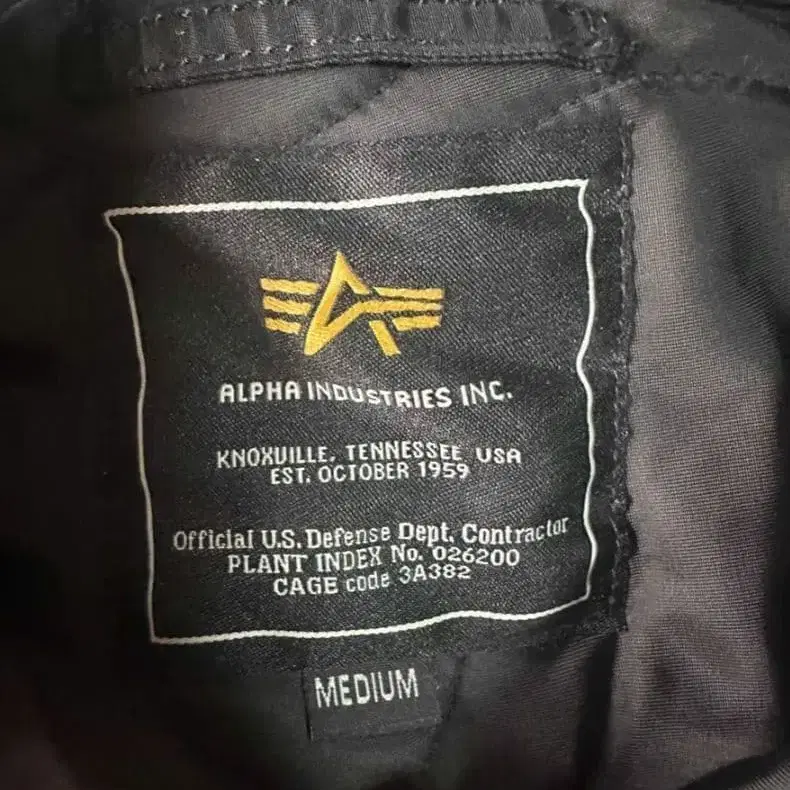 ALPHA INDUSTRIES INC.
KNOXVILLE, TENNESSEE, USA
EST. OCTOBER 1959
Official U.S. Defense Dept. Contractor
PLANT INDEX No. 026200
CAGE code 3A382
MEDIUM